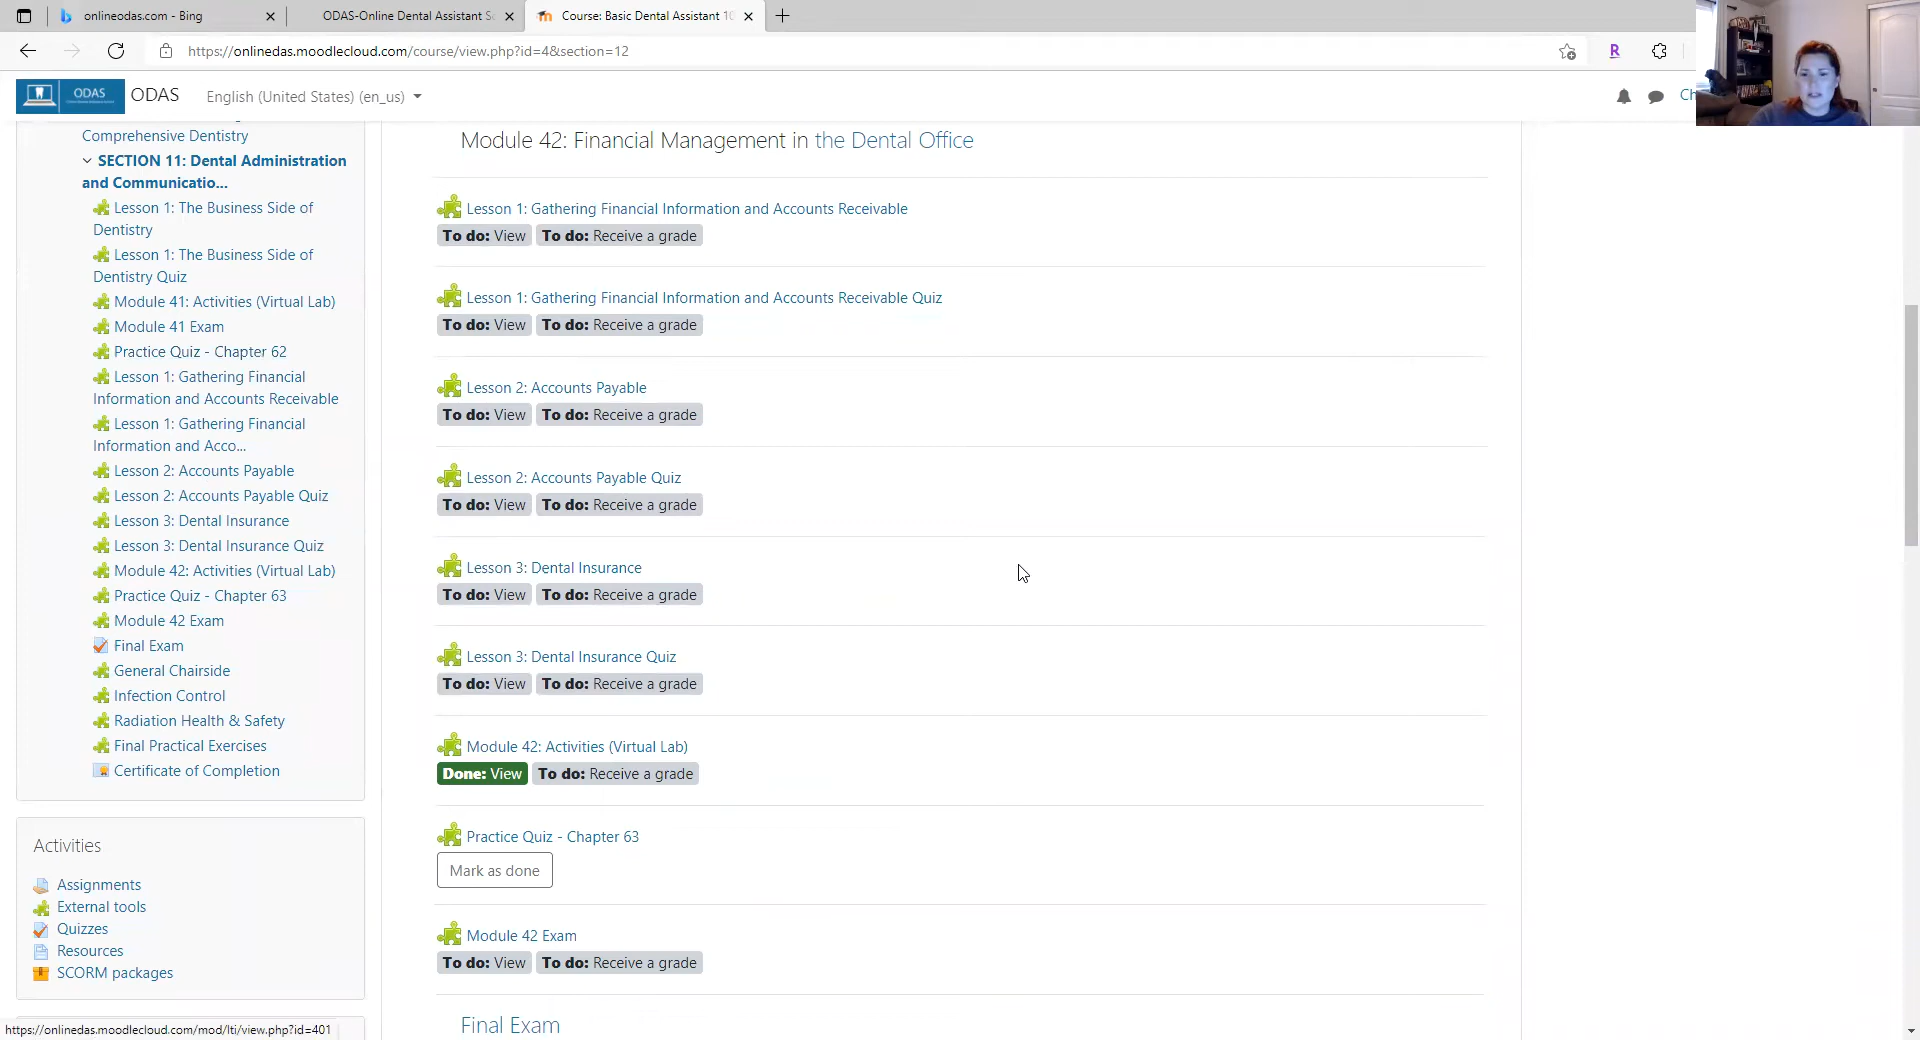 onlineodas.com - Bing
ODAS-Online Dental Assistant Sc
Course: Basic Dental Assistant 10
https://onlinedas.moodlecloud.com/course/view.php?id=4&section=12
R
ODAS
ODAS
English (United States) (en_us)
Ch
Comprehensive Dentistry
SECTION 11: Dental Administration
and Communicatio...
Lesson 1: The Business Side of
Dentistry
Lesson 1: The Business Side of
Dentistry Quiz
Module 41: Activities (Virtual Lab)
Module 41 Exam
Practice Quiz - Chapter 62
Lesson 1: Gathering Financial
Information and Accounts Receivable
Lesson 1: Gathering Financial
Information and Acco...
Lesson 2: Accounts Payable
Lesson 2: Accounts Payable Quiz
Lesson 3: Dental Insurance
Lesson 3: Dental Insurance Quiz
Module 42: Activities (Virtual Lab)
Practice Quiz - Chapter 63
Module 42 Exam
Final Exam
General Chairside
Infection Control
Radiation Health & Safety
Final Practical Exercises
Certificate of Completion
Activities
Assignments
External tools
Quizzes
Resources
SCORM packages
https://onlinedas.moodlecloud.com/mod/lti/view.php?id=401
Module 42: Financial Management in the Dental Office
Lesson 1: Gathering Financial Information and Accounts Receivable
To do: View To do: Receive a grade
Lesson 1: Gathering Financial Information and Accounts Receivable Quiz
To do: View To do: Receive a grade
Lesson 2: Accounts Payable
To do: View To do: Receive a grade
Lesson 2: Accounts Payable Quiz
To do: View To do: Receive a grade
Lesson 3: Dental Insurance
To do: View To do: Receive a grade
Lesson 3: Dental Insurance Quiz
To do: View To do: Receive a grade
Module 42: Activities (Virtual Lab)
Done: View To do: Receive a grade
Practice Quiz - Chapter 63
Mark as done
Module 42 Exam
To do: View To do: Receive a grade
Final Exam